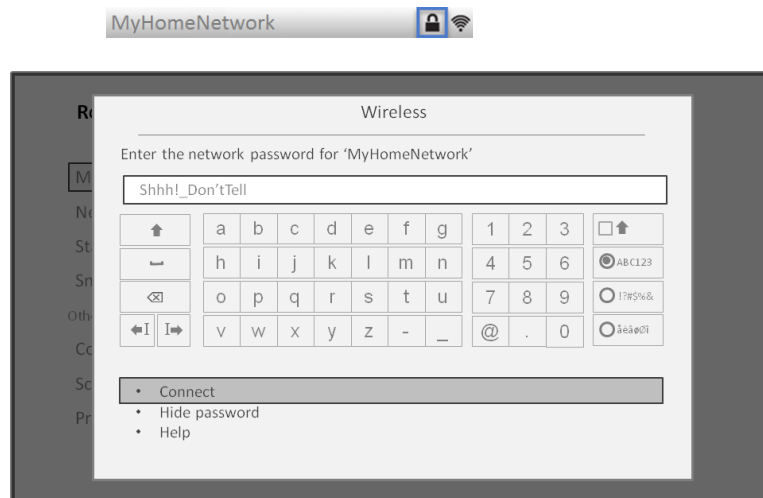 MyHomeNetwork
Wireless
Enter the network password for ‘MyHomeNetwork’
Shhh!_Don’tTell
a b c d e f g 1 2 3
h i j k l m n 4 5 6 ABC123
o p q r s t u 7 8 9 !?#$%&
v w x y z - _ @ . 0
• Connect
• Hide password
• Help